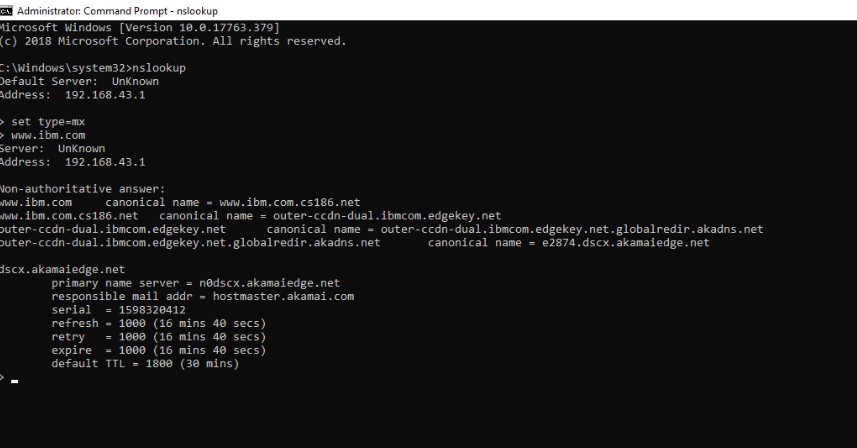 Administrator: Command Prompt - nslookup
Microsoft Windows [Version 10.0.17763.379]
(c) 2018 Microsoft Corporation. All rights reserved.
C:\Windows\system32>nslookup
Default Server:  UnKnown
Address:  192.168.43.1
> set type=mx
> www.ibm.com
Server:  UnKnown
Address:  192.168.43.1
Non-authoritative answer:
www.ibm.com     canonical name = www.ibm.com.cs186.net
www.ibm.com.cs186.net   canonical name = outer-ccdn-dual.ibmcom.edgekey.net
outer-ccdn-dual.ibmcom.edgekey.net      canonical name = outer-ccdn-dual.ibmcom.edgekey.net.globalredir.akadns.net
outer-ccdn-dual.ibmcom.edgekey.net.globalredir.akadns.net       canonical name = e2874.dscx.akamaiedge.net
dscx.akamaiedge.net
        primary name server = n0dscx.akamaiedge.net
        responsible mail addr = hostmaster.akamai.com
        serial  = 1598320412
        refresh = 1000 (16 mins 40 secs)
        retry   = 1000 (16 mins 40 secs)
        expire  = 1000 (16 mins 40 secs)
        default TTL = 1800 (30 mins)
>